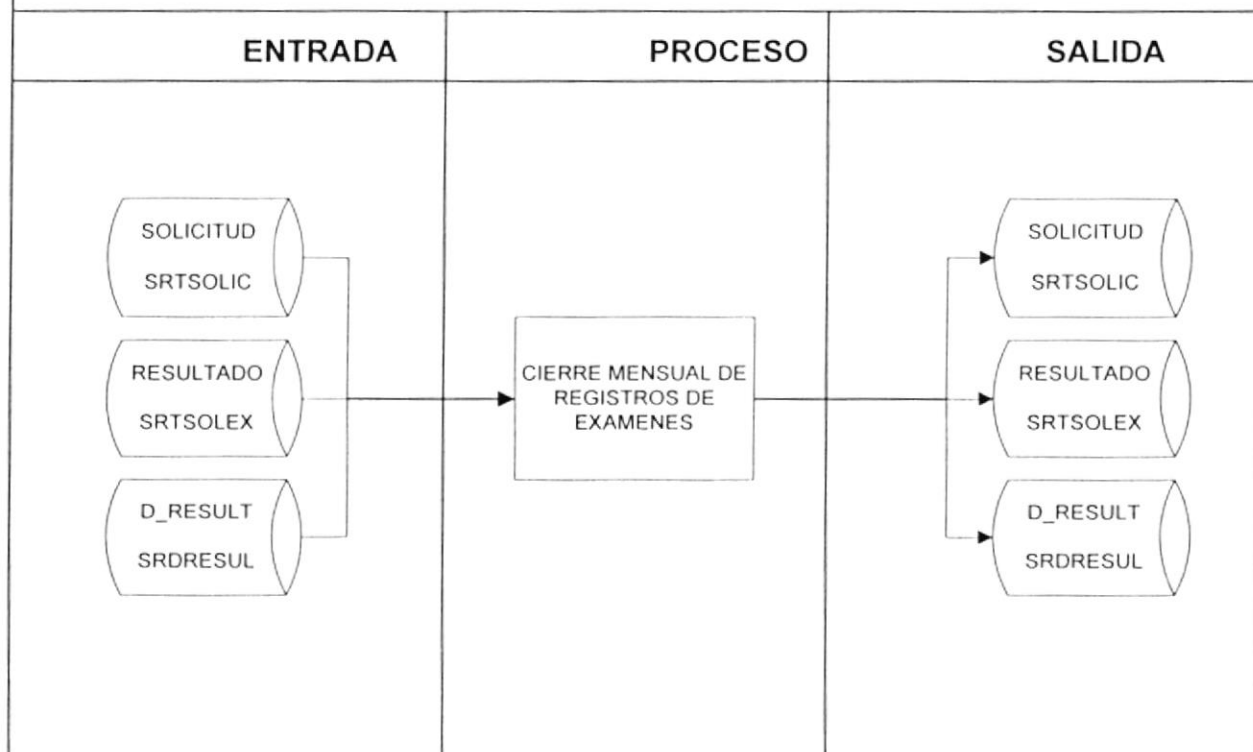 ENTRADA
PROCESO
SALIDA
SOLICITUD
SRTSOLIC
RESULTADO
SRTSOLEX
D_RESULT
SRDRESUL
CIERRE MENSUAL DE
REGISTROS DE
EXAMENES
SOLICITUD
SRTSOLIC
RESULTADO
SRTSOLEX
D_RESULT
SRDRESUL